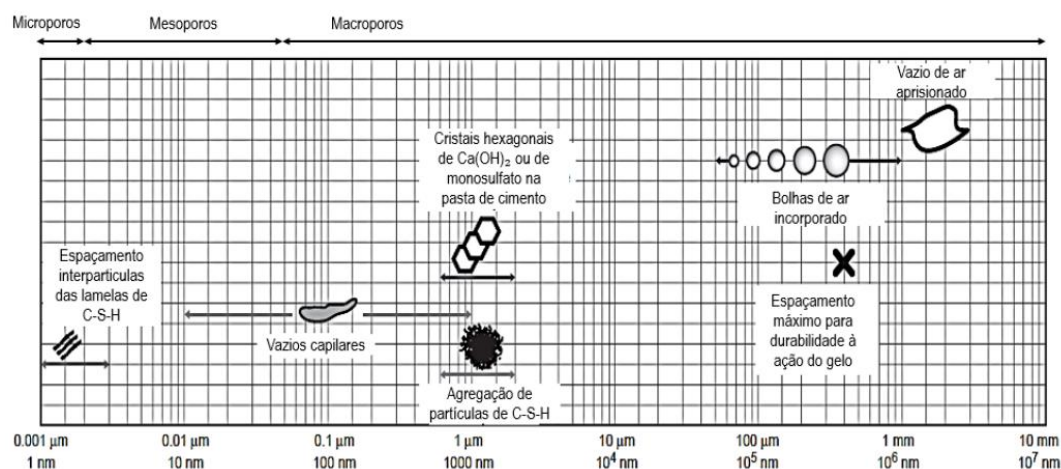 Microporos
Mesoporos
Macroporos
Vazio de ar
aprisionado
Cristais hexagonais
de Ca(OH)₂ ou de
monosulfato na
pasta de cimento
Bolhas de ar
incorporado
Espaçamento
interparticulas
das lamelas de
C-S-H
Espaçamento
máximo para
durabilidade à
ação do gelo
Vazios capilares
Agregação de
partículas de C-S-H
0.001 μm 0.01 μm 0.1 μm 1 μm 10 μm 100 μm 1 mm 10 mm
1 nm 10 nm 100 nm 1000 nm 10⁴ nm 10⁵ nm 10⁶ nm 10⁷ nm